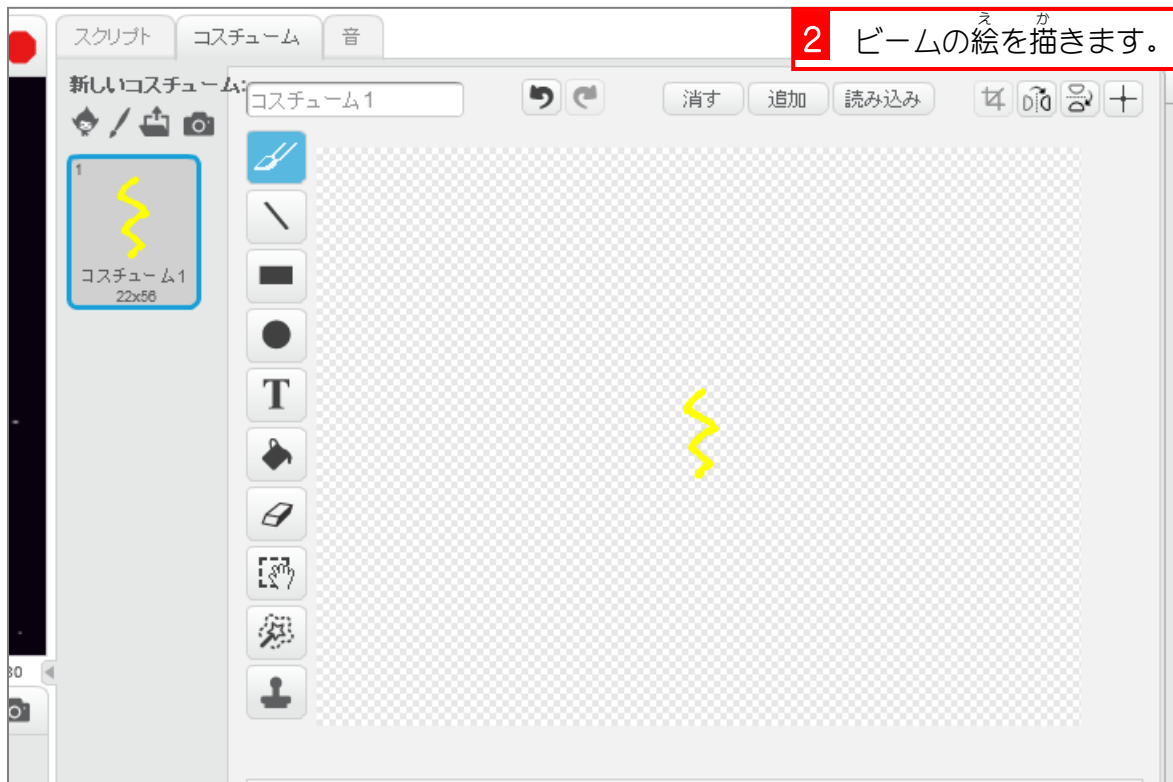 スクリプト コスチューム 音
え か
2 ビームの絵を描きます。
新しいコスチューム:
コスチューム1
消す 追加 読み込み
1
コスチューム1
22x56
T